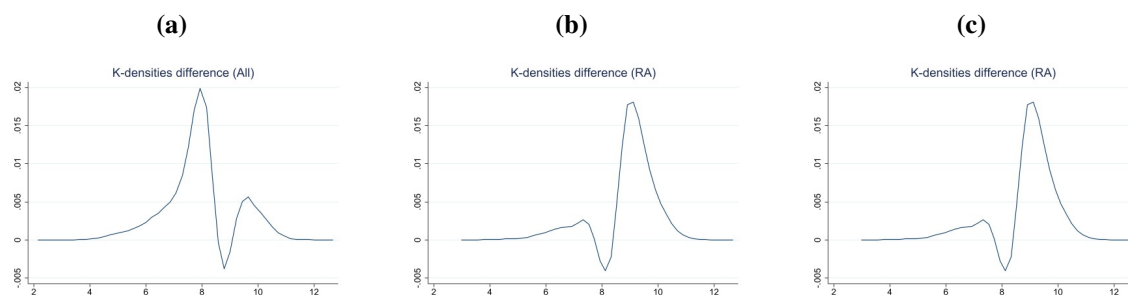 (a) (b) (c)
K-densities difference (All) K-densities difference (RA) K-densities difference (RA)
.02 .02 .02
.015 .015 .015
.01 .01 .01
.005 .005 .005
0 0 0
-.005 -.005 -.005
2 4 6 8 10 12 2 4 6 8 10 12 2 4 6 8 10 12